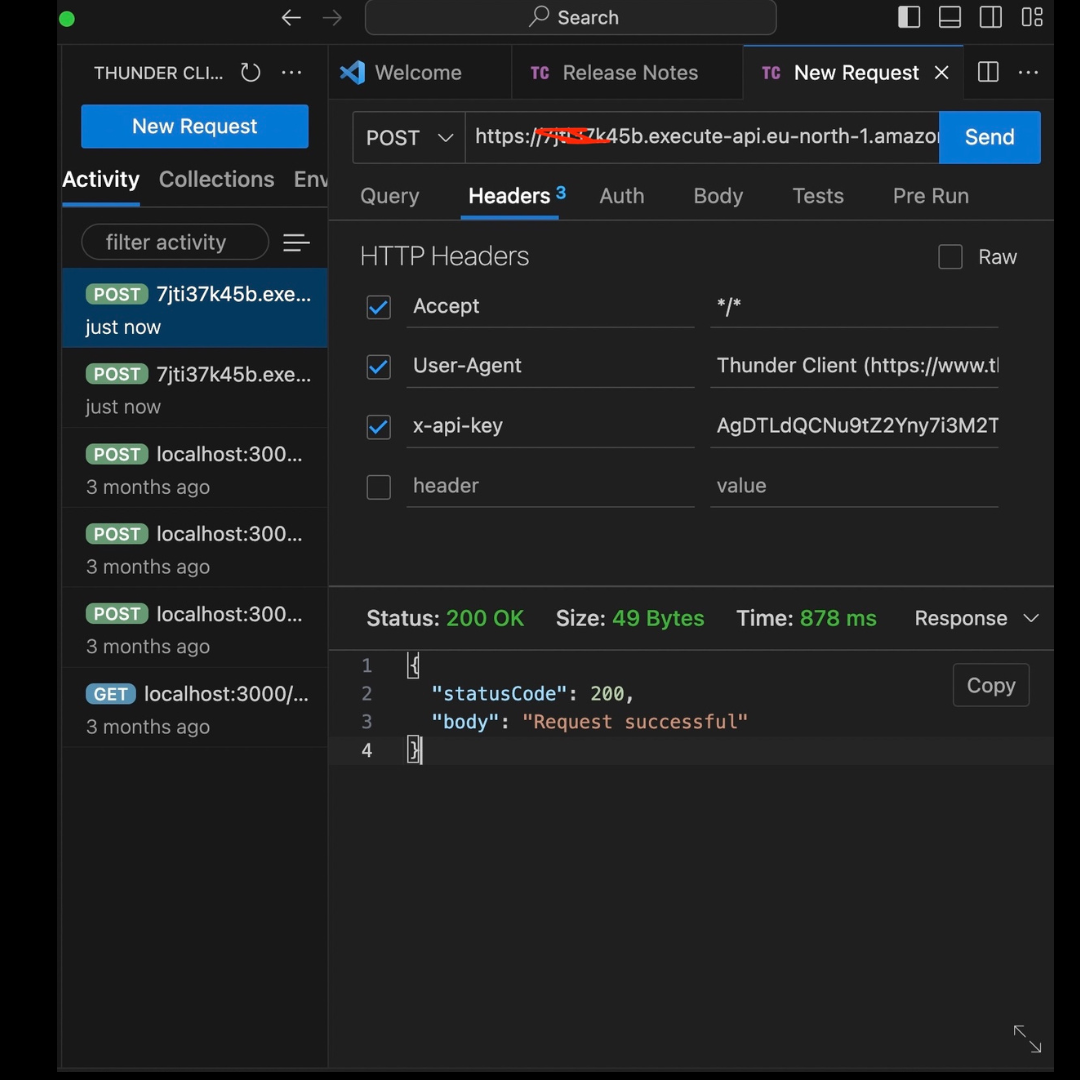 Search
THUNDER CLI... ...
Welcome
TC Release Notes
TC New Request
New Request
POST
k45b.execute-api.eu-north-1.amazo
Send
Activity Collections Env
Query Headers 3 Auth Body Tests Pre Run
filter activity
HTTP Headers
Raw
POST 7jti37k45b.exe...
just now
POST 7jti37k45b.exe...
just now
POST localhost:300...
3 months ago
POST localhost:300...
3 months ago
POST localhost:300...
3 months ago
GET localhost:3000/...
3 months ago
Accept */*
User-Agent Thunder Client (https://www.tl
x-api-key AgDTLdQCNu9tZ2Yny7i3M2T
header value
Status: 200 OK Size: 49 Bytes Time: 878 ms Response
Copy
1 {
2 "statusCode": 200,
3 "body": "Request successful"
4 }